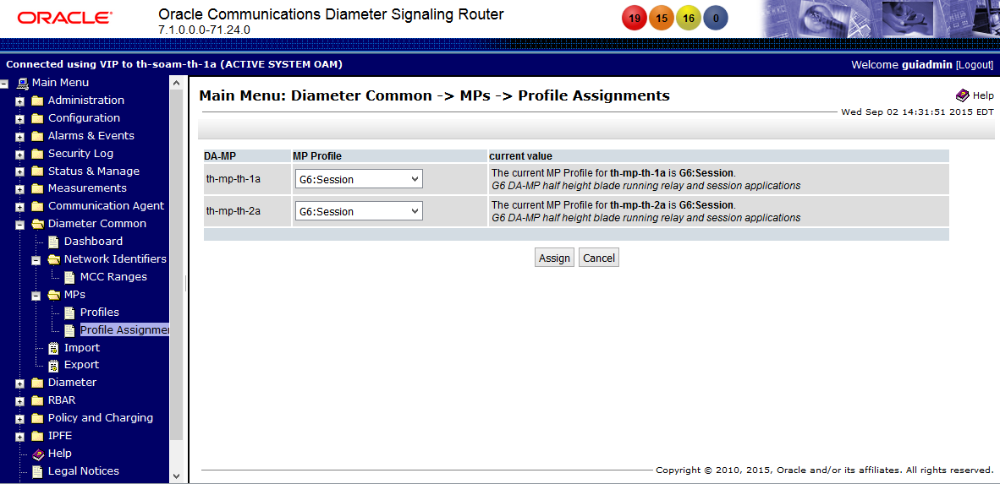 ORACLE®
Oracle Communications Diameter Signaling Router
7.1.0.0.0-71.24.0
19 15 16 0
Connected using VIP to th-soam-th-1a (ACTIVE SYSTEM OAM)
Welcome guiadmin [Logout]
Main Menu
Administration
Configuration
Alarms & Events
Security Log
Status & Manage
Measurements
Communication Agent
Diameter Common
Dashboard
Network Identifiers
MCC Ranges
MPs
Profiles
Profile Assignmen
Import
Export
Diameter
RBAR
Policy and Charging
IPFE
Help
Legal Notices
Main Menu: Diameter Common -> MPs -> Profile Assignments
Help
Wed Sep 02 14:31:51 2015 EDT
DA-MP MP Profile current value
th-mp-th-1a G6:Session The current MP Profile for th-mp-th-1a is G6:Session.
G6 DA-MP half height blade running relay and session applications
th-mp-th-2a G6:Session The current MP Profile for th-mp-th-2a is G6:Session.
G6 DA-MP half height blade running relay and session applications
Assign Cancel
Copyright © 2010, 2015, Oracle and/or its affiliates. All rights reserved.